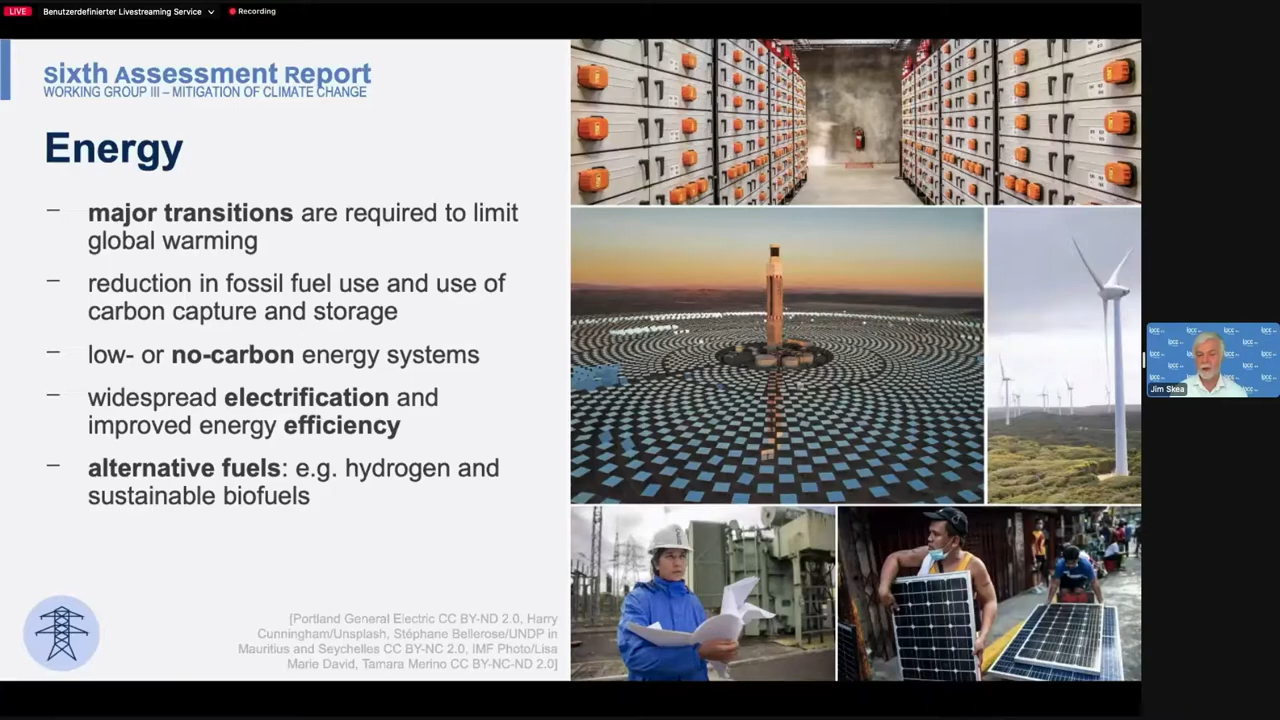 LIVE Benutzerdefinierter Livestreaming Service Recording
Sixth Assessment Report
WORKING GROUP III – MITIGATION OF CLIMATE CHANGE
Energy
– major transitions are required to limit
global warming
– reduction in fossil fuel use and use of
carbon capture and storage
– low- or no-carbon energy systems
– widespread electrification and
improved energy efficiency
– alternative fuels: e.g. hydrogen and
sustainable biofuels
[Portland General Electric CC BY-ND 2.0, Harry
Cunningham/Unsplash, Stéphane Bellerose/UNDP in
Mauritius and Seychelles CC BY-NC 2.0, IMF Photo/Lisa
Marie David, Tamara Merino CC BY-NC-ND 2.0]
ipcc
Jim Skea